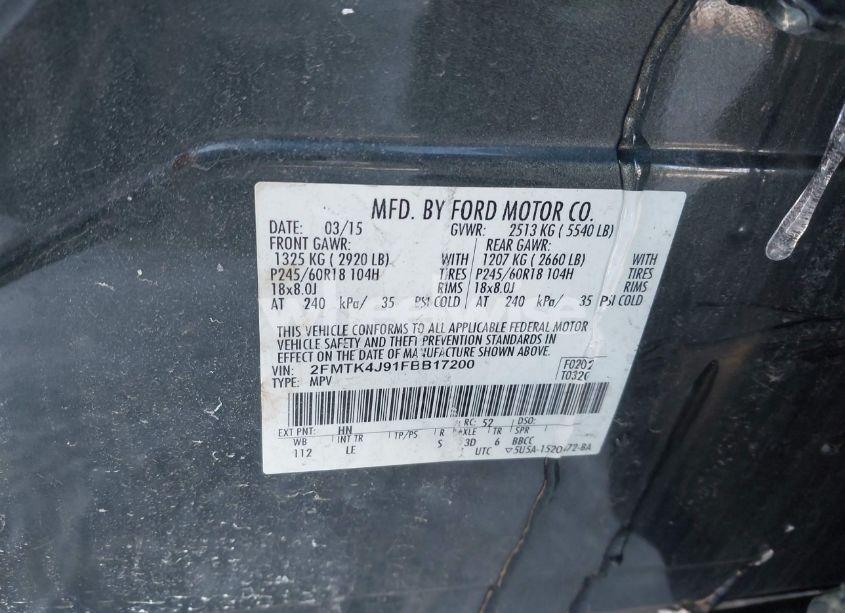 MFD. BY FORD MOTOR CO.
DATE: 03/15 GVWR: 2513 KG ( 5540 LB)
FRONT GAWR: REAR GAWR:
1325 KG ( 2920 LB) WITH 1207 KG ( 2660 LB) WITH
P245/60R18 104H TIRES P245/60R18 104H TIRES
18x8.0J RIMS 18x8.0J RIMS
AT 240 kPa/ 35 PSI COLD AT 240 kPa/ 35 PSI COLD
THIS VEHICLE CONFORMS TO ALL APPLICABLE FEDERAL MOTOR
VEHICLE SAFETY AND THEFT PREVENTION STANDARDS IN
EFFECT ON THE DATE OF MANUFACTURE SHOWN ABOVE.
VIN: 2FMTK4J91FBB17200 F0202
TYPE: MPV T0326
EXT PNT: HN RC: 52 DSO:
WB INT TR TP/PS R AXLE TR SPR
112 LE S 3D 6 BBCC
UTC